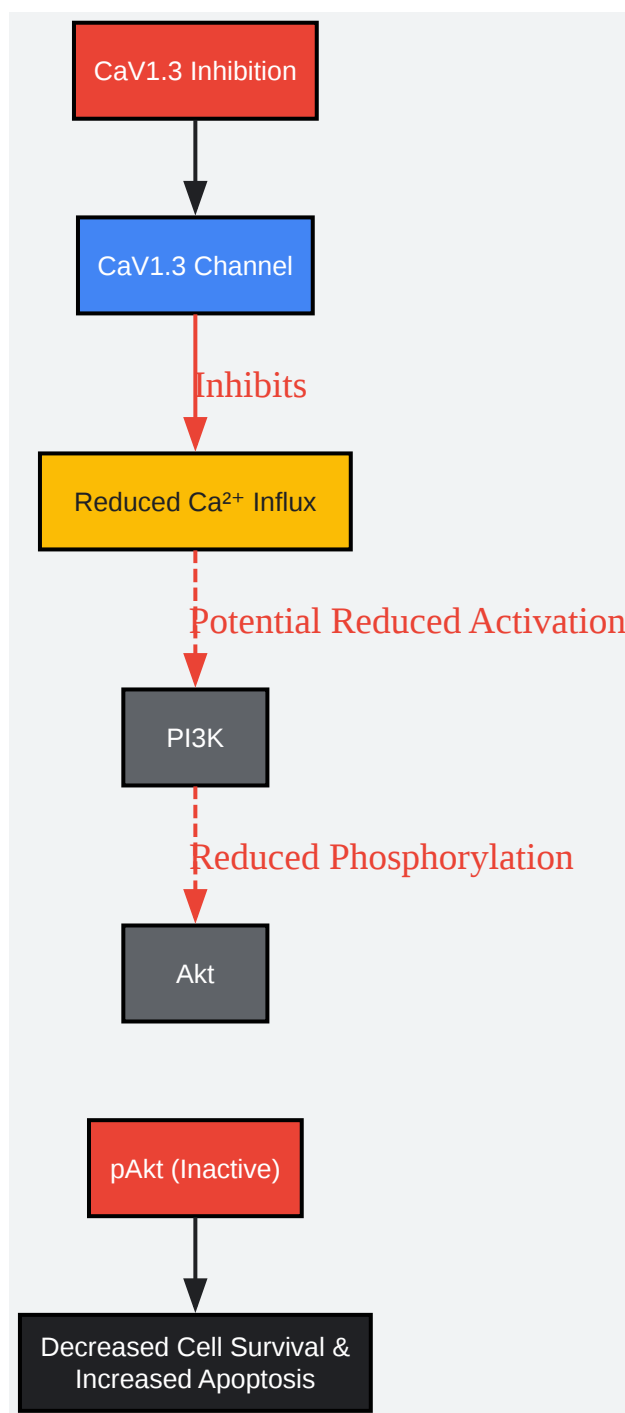 CaV1.3 Inhibition
CaV1.3 Channel
Inhibits
Reduced Ca²⁺ Influx
Potential Reduced Activation
PI3K
Reduced Phosphorylation
Akt
pAkt (Inactive)
Decreased Cell Survival &
Increased Apoptosis